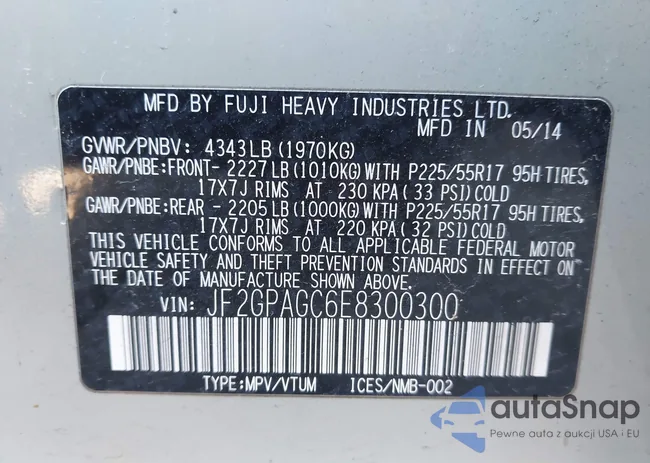 MFD BY FUJI HEAVY INDUSTRIES LTD.
MFD IN 05/14
GVWR/PNBV: 4343LB (1970KG)
GAWR/PNBE:FRONT- 2227LB (1010KG) WITH P225/55R17 95H TIRES,
17X7J RIMS AT 230 KPA( 33 PSI) COLD
GAWR/PNBE:REAR - 2205LB (1000KG) WITH P225/55R17 95H TIRES,
17X7J RIMS AT 220 KPA( 32 PSI) COLD
THIS VEHICLE CONFORMS TO ALL APPLICABLE FEDERAL MOTOR
VEHICLE SAFETY AND THEFT PREVENTION STANDARDS IN EFFECT ON
THE DATE OF MANUFACTURE SHOWN ABOVE.
VIN: JF2GPAGC6E8300300
TYPE:MPV/VTUM ICES/NMB-002
autaSnap
Pewne auta z aukcji USA i EU